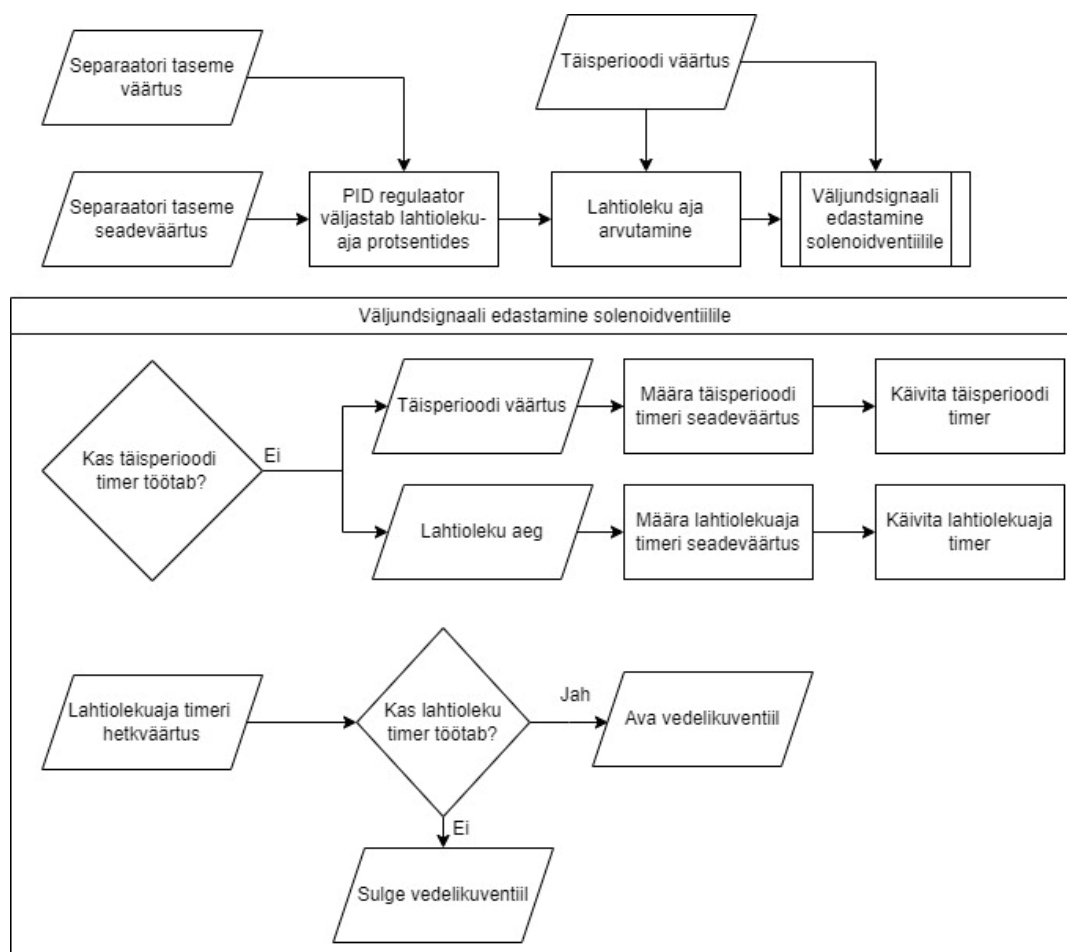 Separaatori taseme
väärtus
Täisperioodi väärtus
Separaatori taseme
seadeväärtus
PID regulaator
väljastab lahtioleku-
aja protsentides
Lahtioleku aja
arvutamine
Väljundsignaali
edastamine
solenoidventiilile
Väljundsignaali edastamine solenoidventiilile
Kas täisperioodi
timer töötab?
Ei
Täisperioodi väärtus
Määra täisperioodi
timeri seadeväärtus
Käivita täisperioodi
timer
Lahtioleku aeg
Määra lahtiolekuaja
timeri seadeväärtus
Käivita lahtiolekuaja
timer
Lahtiolekuaja timeri
hetkväärtus
Kas lahtioleku
timer töötab?
Jah
Ava vedelikuventiil
Ei
Sulge vedelikuventiil